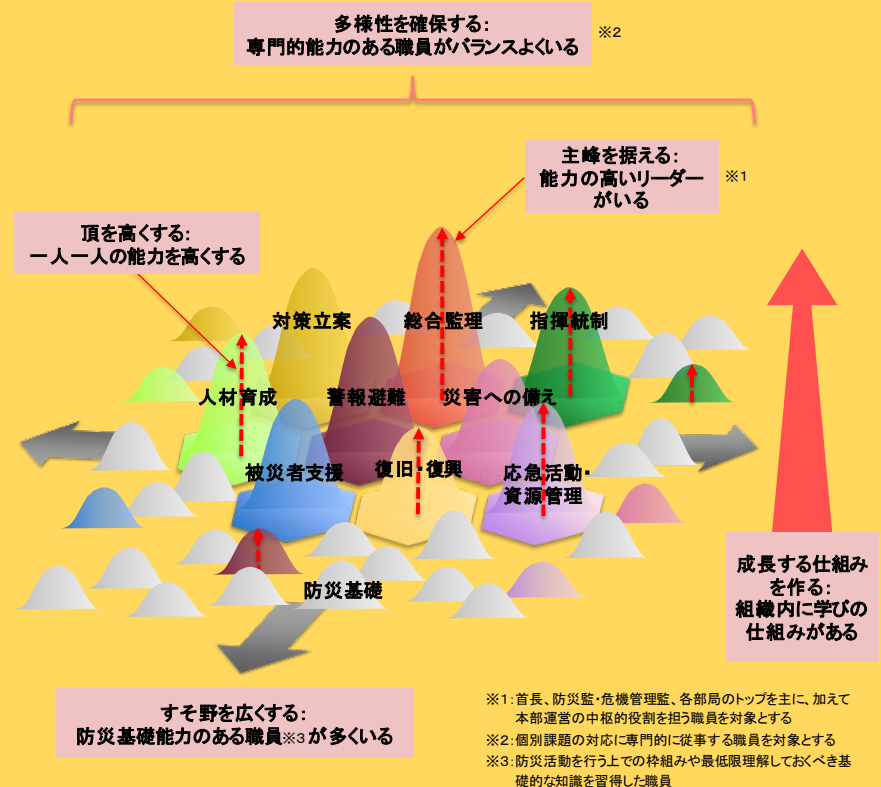 多様性を確保する：
専門的能力のある職員がバランスよくいる
※2
主峰を据える：
能力の高いリーダー
がいる
※1
頂を高くする：
一人一人の能力を高くする
対策立案
総合監理
指揮統制
人材育成
警報避難
災害への備え
被災者支援
復旧・復興
応急活動・
資源管理
防災基礎
成長する仕組み
を作る：
組織内に学びの
仕組みがある
すそ野を広くする：
防災基礎能力のある職員※3が多くいる
※1：首長、防災監・危機管理監、各部局のトップを主に、加えて
本部運営の中枢的役割を担う職員を対象とする
※2：個別課題の対応に専門的に従事する職員を対象とする
※3：防災活動を行う上での枠組みや最低限理解しておくべき基
礎的な知識を習得した職員